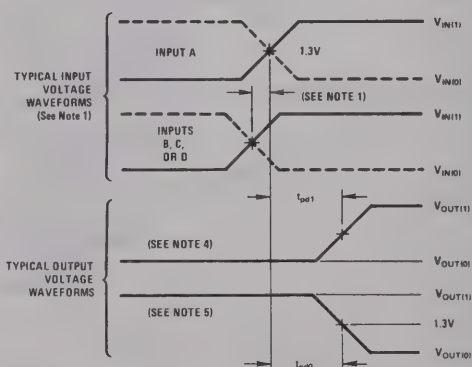 INPUT A
1.3V
V_IN(1)
V_IN(0)
TYPICAL INPUT
VOLTAGE
WAVEFORMS
(See Note 1)
(SEE NOTE 1)
INPUTS
B, C,
OR D
V_IN(1)
V_IN(0)
t_pd1
V_OUT(1)
(SEE NOTE 4)
V_OUT(0)
TYPICAL OUTPUT
VOLTAGE
WAVEFORMS
V_OUT(1)
(SEE NOTE 5)
1.3V
V_OUT(0)